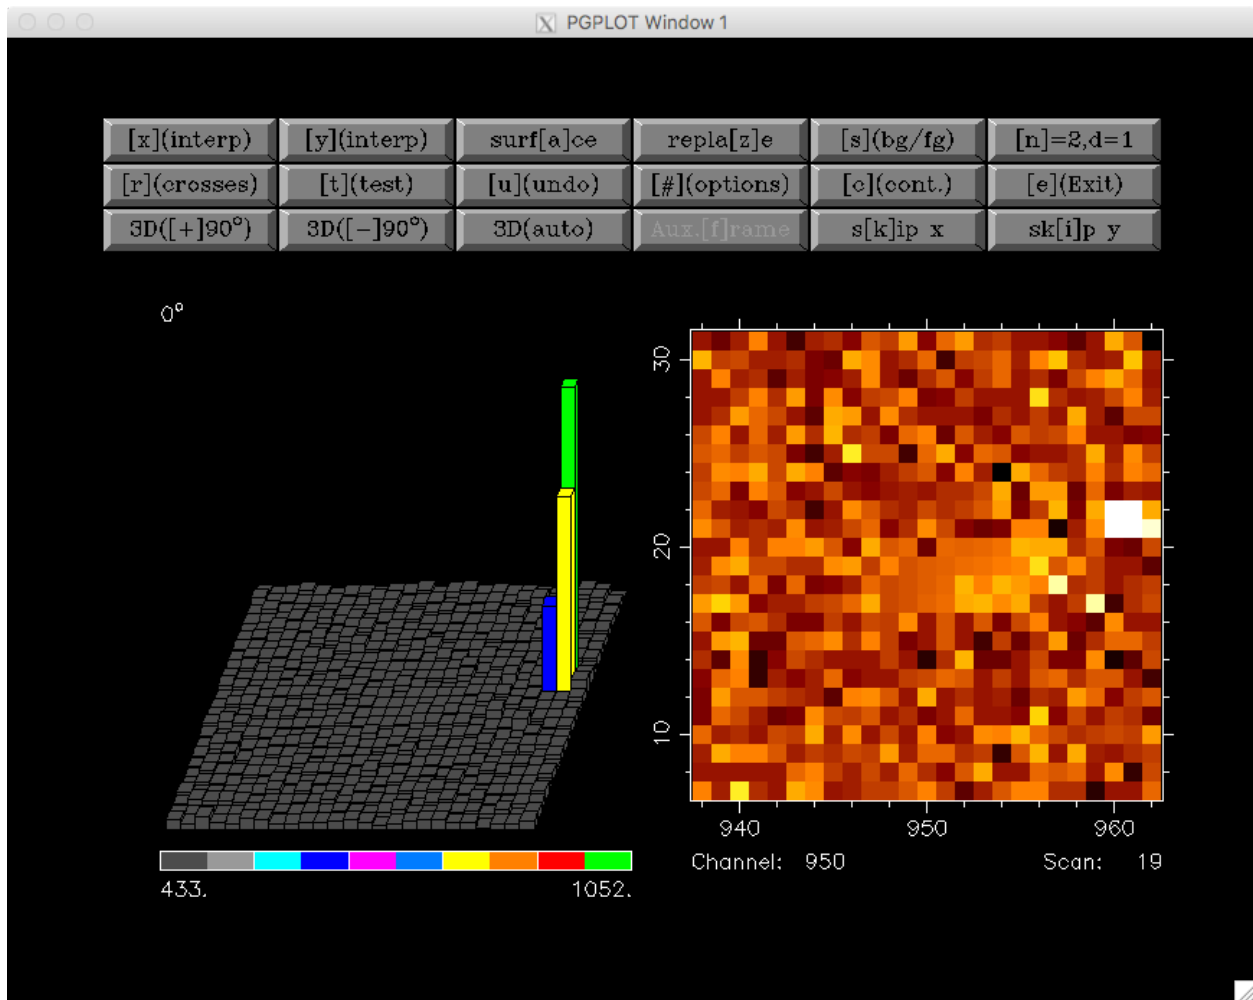 PGPLOT Window 1
[x](interp) [y](interp) surf[a]ce repla[z]e [s](bg/fg) [n]=2,d=1
[r](crosses) [t](test) [u](undo) [#](options) [c](cont.) [e](Exit)
3D([+]90°) 3D([-]90°) 3D(auto) Aux.[f]rame s[k]ip x sk[i]p y
0°
433. 1052.
30
20
10
940 950 960
Channel: 950 Scan: 19